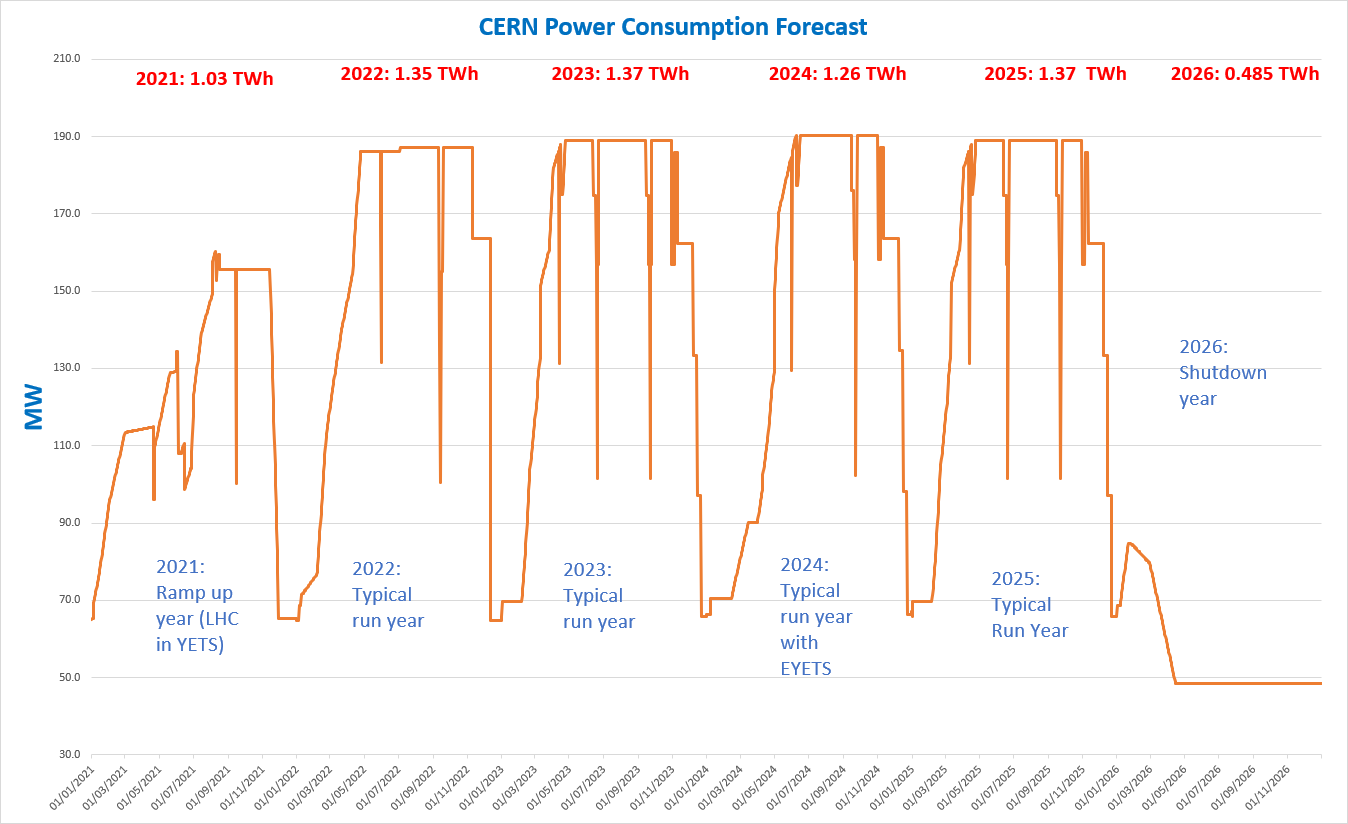 CERN Power Consumption Forecast
2021: 1.03 TWh
2022: 1.35 TWh
2023: 1.37 TWh
2024: 1.26 TWh
2025: 1.37 TWh
2026: 0.485 TWh
210.0
190.0
170.0
150.0
130.0
110.0
90.0
70.0
50.0
30.0
MW
2021:
Ramp up
year (LHC
in YETS)
2022:
Typical
run year
2023:
Typical
run year
2024:
Typical
run year
with
EYETS
2025:
Typical
Run Year
2026:
Shutdown
year
01/01/2021
01/03/2021
01/05/2021
01/07/2021
01/09/2021
01/11/2021
01/01/2022
01/03/2022
01/05/2022
01/07/2022
01/09/2022
01/11/2022
01/01/2023
01/03/2023
01/05/2023
01/07/2023
01/09/2023
01/11/2023
01/01/2024
01/03/2024
01/05/2024
01/07/2024
01/09/2024
01/11/2024
01/01/2025
01/03/2025
01/05/2025
01/07/2025
01/09/2025
01/11/2025
01/01/2026
01/03/2026
01/05/2026
01/07/2026
01/09/2026
01/11/2026